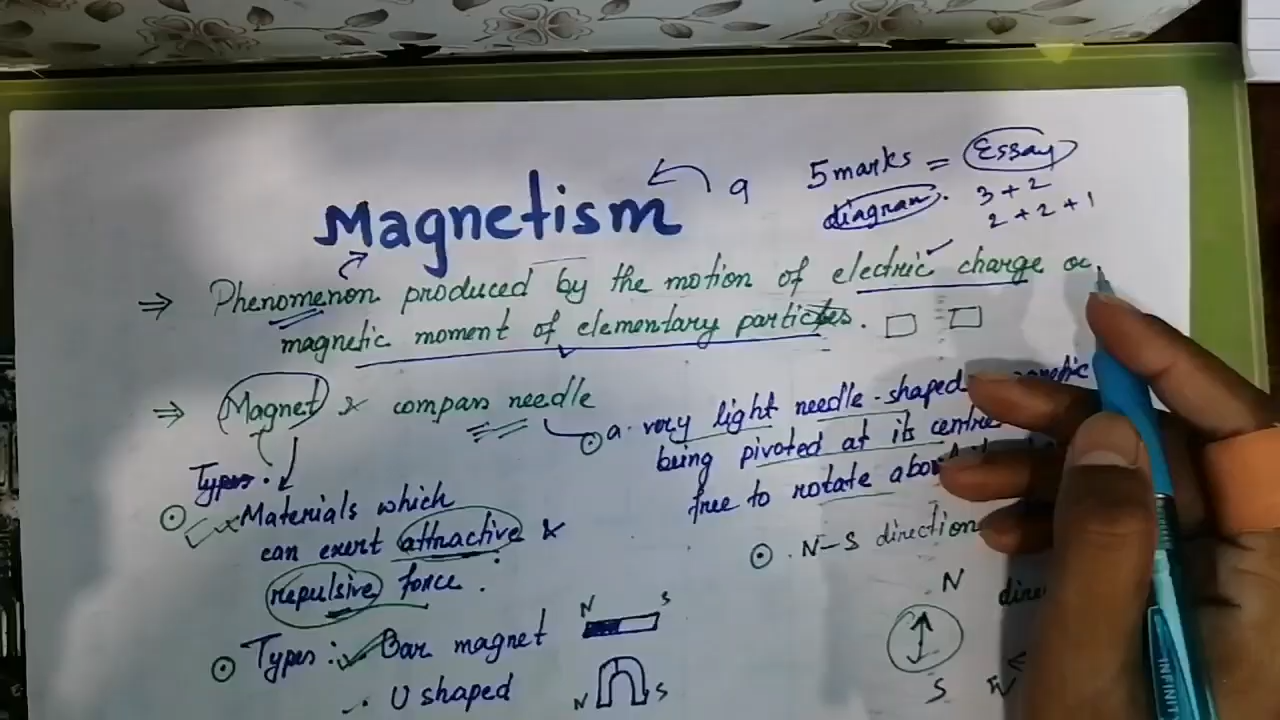 5 marks = Essay
diagram. 3 + 2
2 + 2 + 1
Magnetism
⇒ Phenomenon produced by the motion of electric charge or
magnetic moment of elementary particles.
⇒ Magnet & compass needle
a very light needle-shaped
being pivoted at its centre
free to rotate
Types:
Materials which
can exert attractive &
repulsive force.
N-S direction
N
S
W
Types: Bar magnet
N S
U shaped
N S
INFINIT